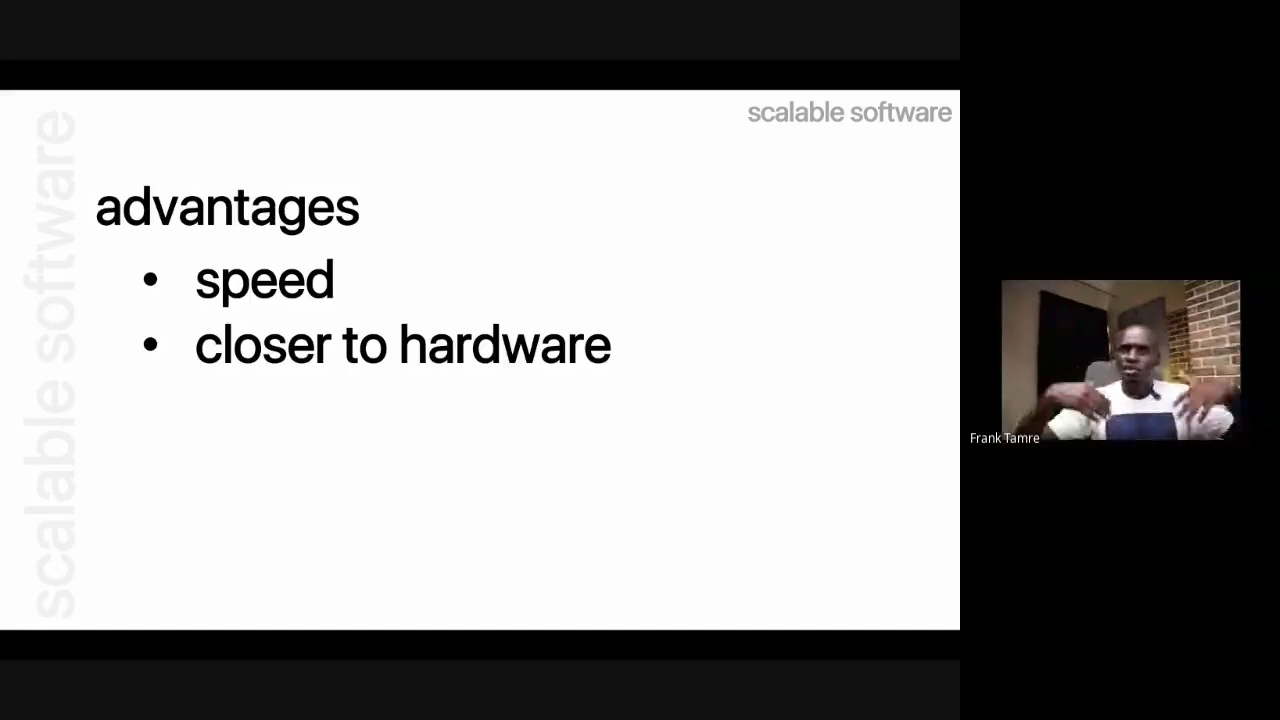 scalable software
scalable software
advantages
• speed
• closer to hardware
Frank Tamre